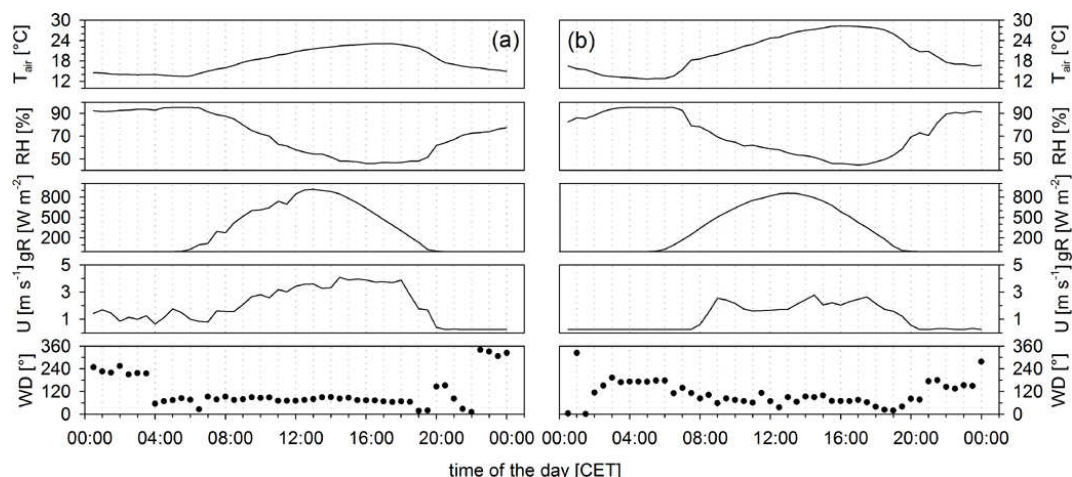 30
24
18
12
T air [°C]
(a)
(b)
30
24
18
12
T air [°C]
90
70
50
RH [%]
90
70
50
RH [%]
800
500
200
gR [W m⁻²]
800
500
200
gR [W m⁻²]
5
3
1
U [m s⁻¹]
5
3
1
U [m s⁻¹]
360
240
120
0
WD [°]
360
240
120
0
WD [°]
00:00 04:00 08:00 12:00 16:00 20:00 00:00 00:00 04:00 08:00 12:00 16:00 20:00 00:00
time of the day [CET]